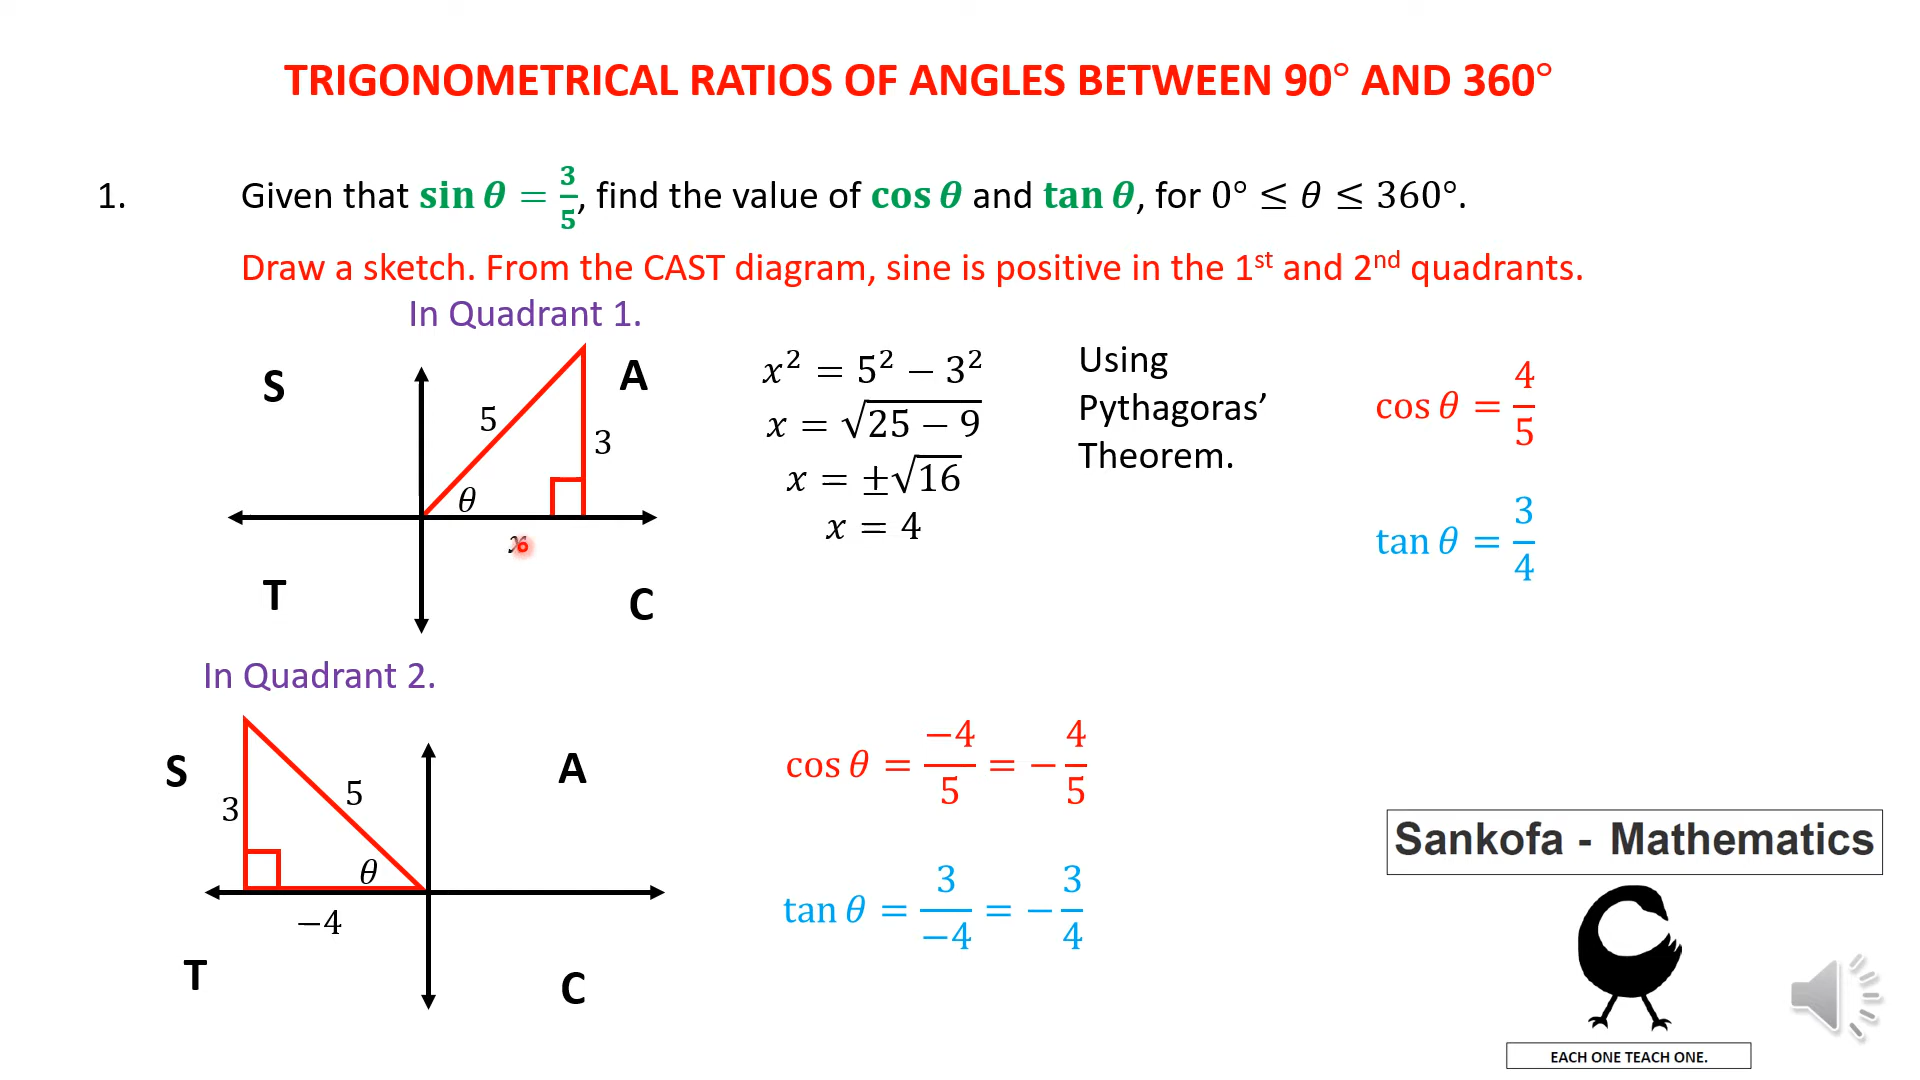 TRIGONOMETRICAL RATIOS OF ANGLES BETWEEN 90° AND 360°
1. Given that sin θ = 3/5, find the value of cos θ and tan θ, for 0° ≤ θ ≤ 360°.
Draw a sketch. From the CAST diagram, sine is positive in the 1st and 2nd quadrants.
In Quadrant 1.
S
A
5
3
θ
x
T
C
x² = 5² − 3²
x = √25 − 9
x = ±√16
x = 4
Using
Pythagoras’
Theorem.
cos θ = 4/5
tan θ = 3/4
In Quadrant 2.
S
A
3
5
θ
−4
T
C
cos θ = −4/5 = −4/5
tan θ = 3/−4 = −3/4
Sankofa - Mathematics
EACH ONE TEACH ONE.